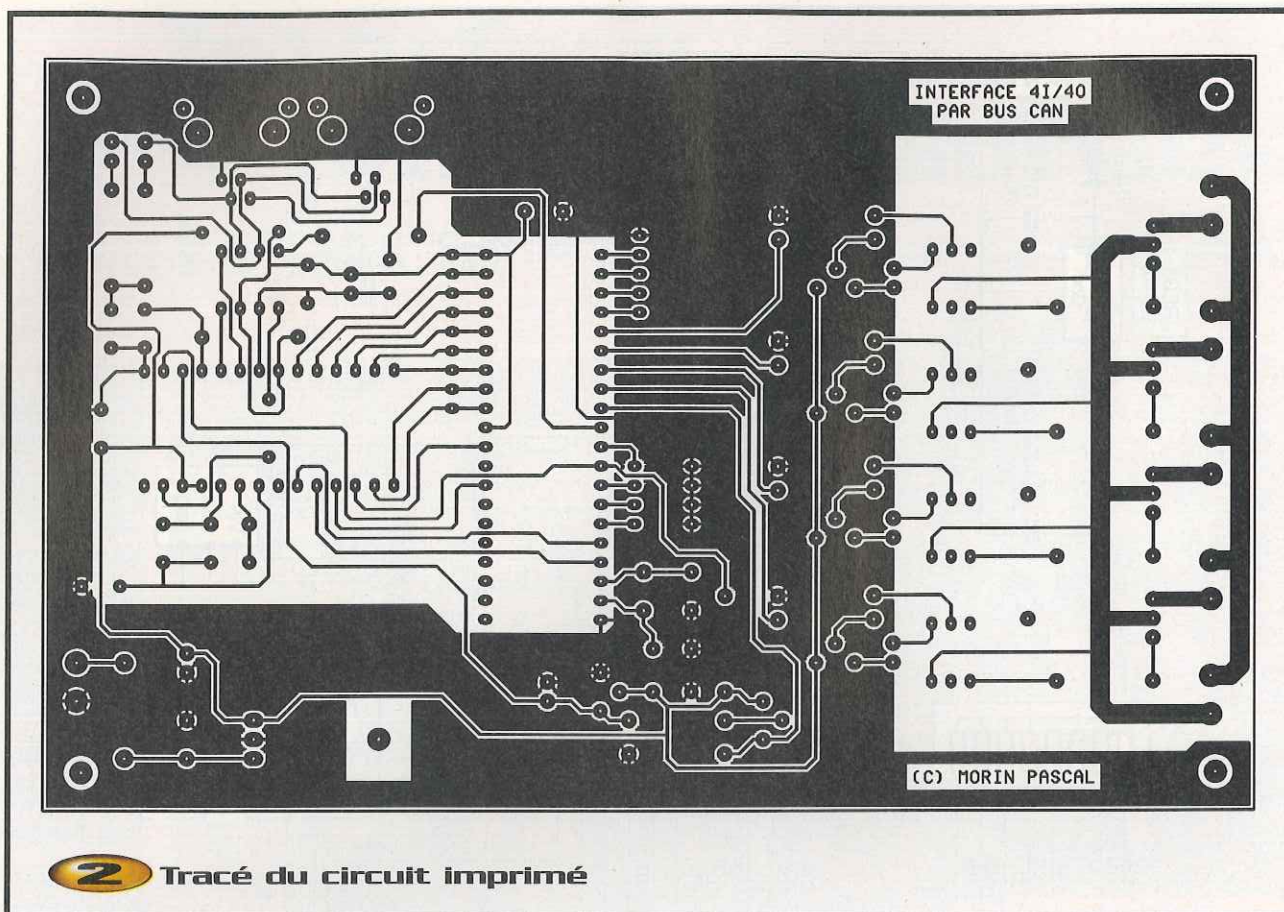 INTERFACE 4I/4O
PAR BUS CAN
(C) MORIN PASCAL
2 Tracé du circuit imprimé